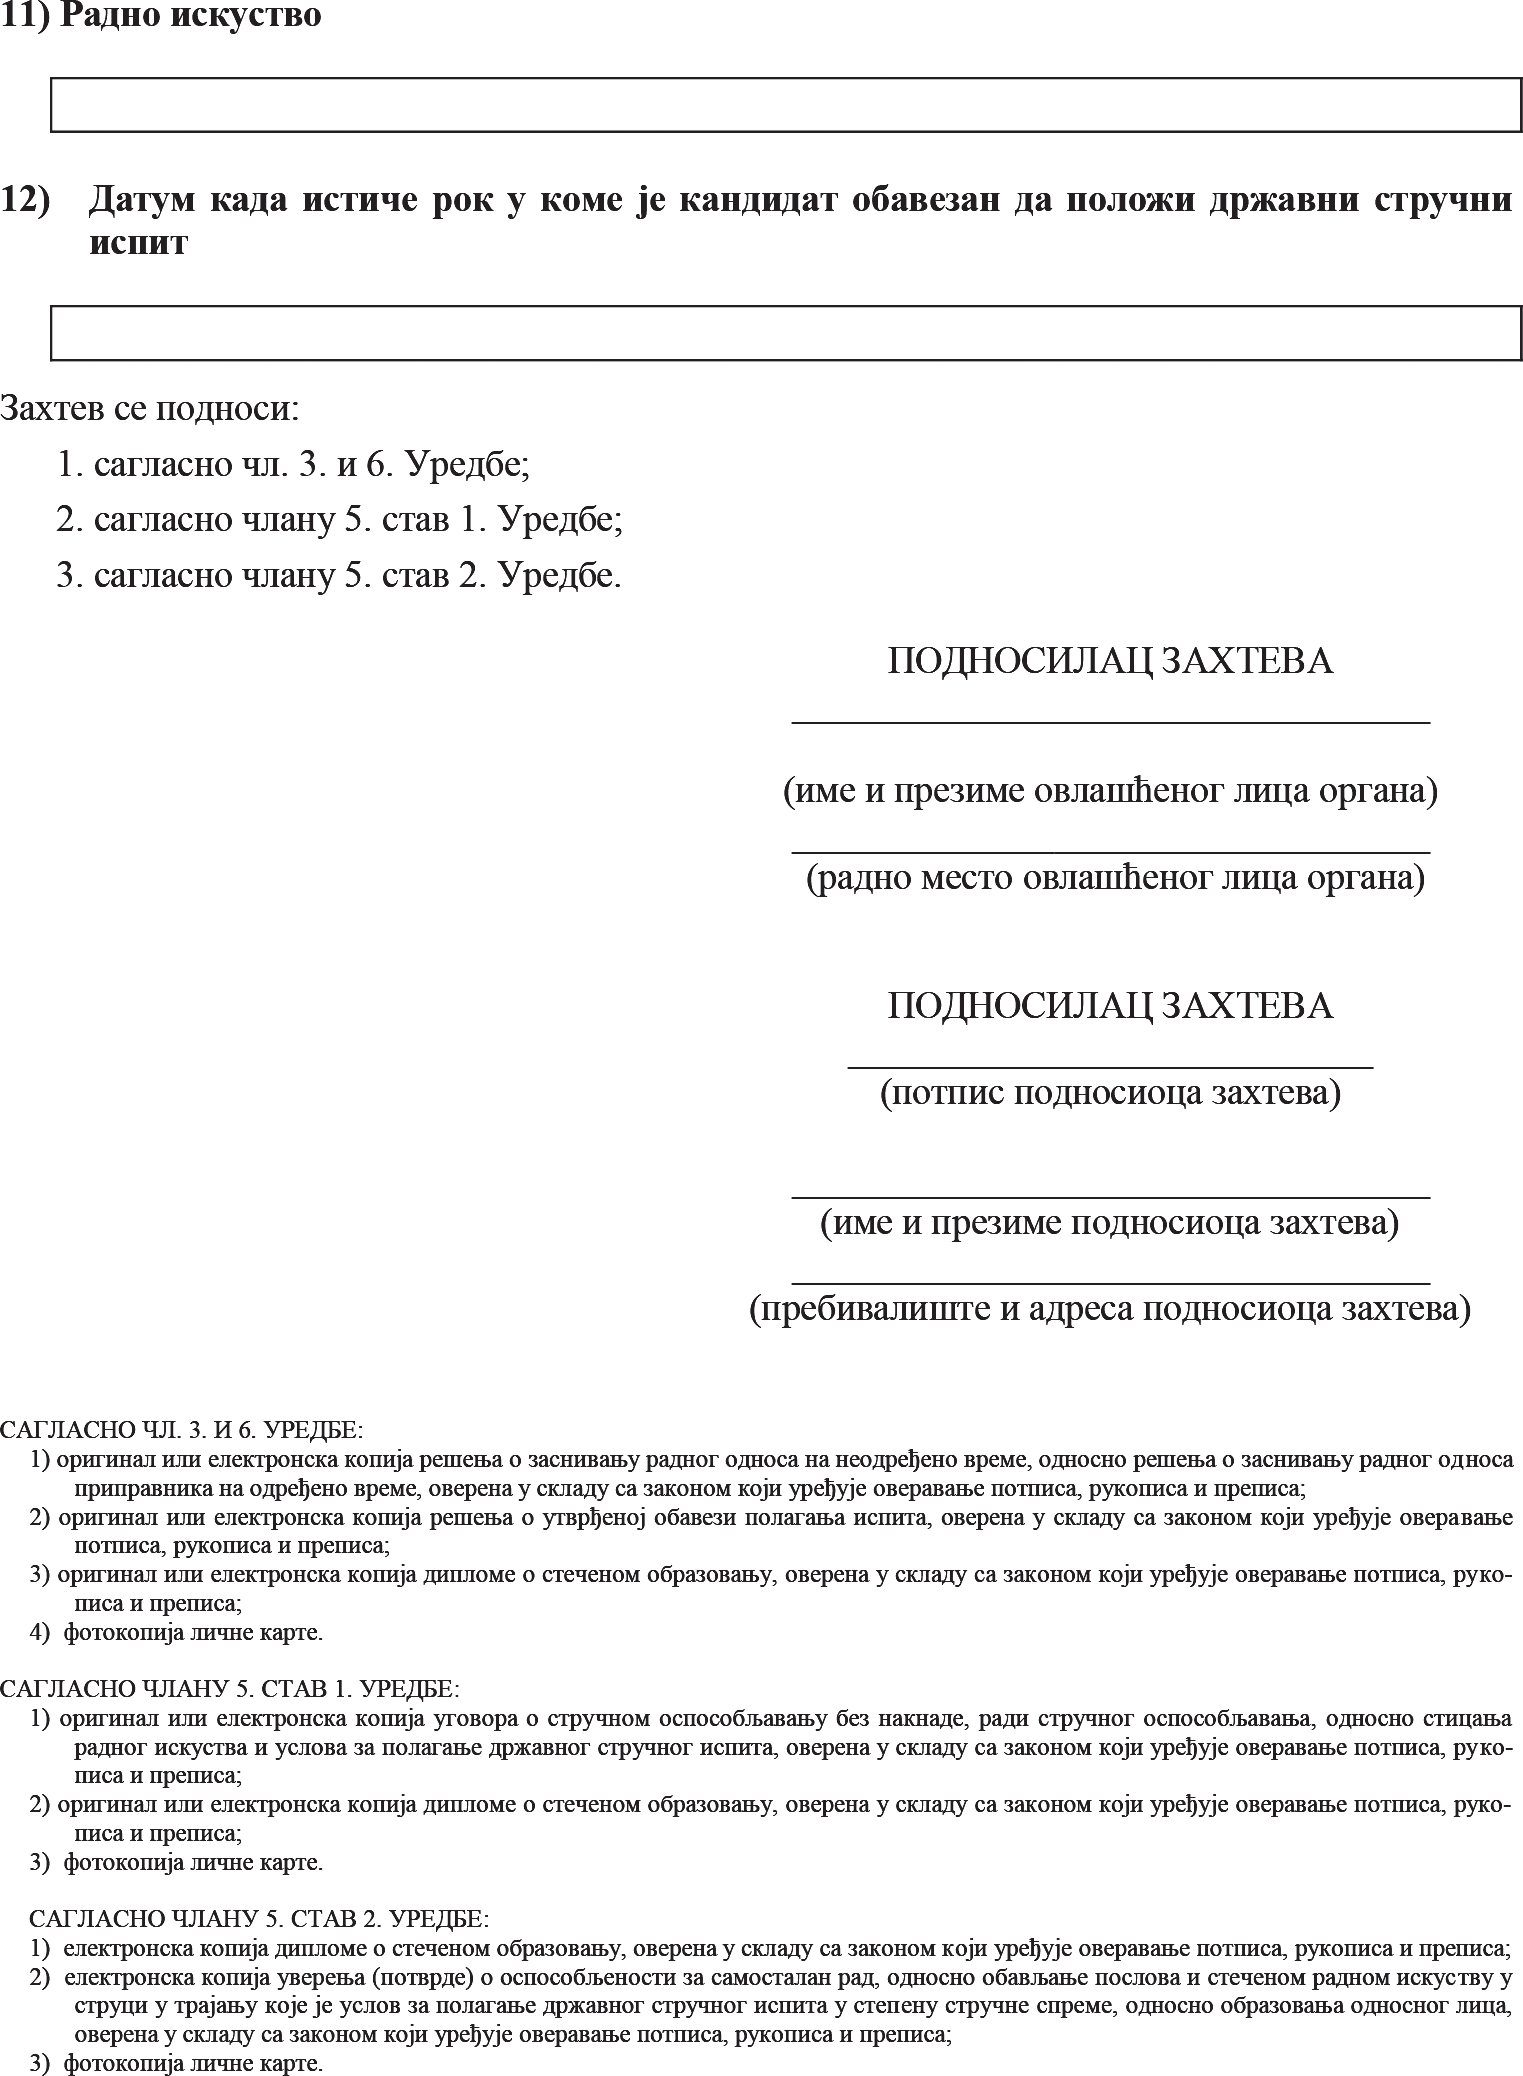 11) Радно искуство
12) Датум када истиче рок у коме је кандидат обавезан да положи државни стручни
испит
Захтев се подноси:
1. сагласно чл. 3. и 6. Уредбе;
2. сагласно члану 5. став 1. Уредбе;
3. сагласно члану 5. став 2. Уредбе.
ПОДНОСИЛАЦ ЗАХТЕВА
(име и презиме овлашћеног лица органа)
(радно место овлашћеног лица органа)
ПОДНОСИЛАЦ ЗАХТЕВА
(потпис подносиоца захтева)
(име и презиме подносиоца захтева)
(пребивалиште и адреса подносиоца захтева)
САГЛАСНО ЧЛ. 3. И 6. УРЕДБЕ:
1) оригинал или електронска копија решења о заснивању радног односа на неодређено време, односно решења о заснивању радног односа
приправника на одређено време, оверена у складу са законом који уређује оверавање потписа, рукописа и преписа;
2) оригинал или електронска копија решења о утврђеној обавези полагања испита, оверена у складу са законом који уређује оверавање
потписа, рукописа и преписа;
3) оригинал или електронска копија дипломе о стеченом образовању, оверена у складу са законом који уређује оверавање потписа, руко-
писа и преписа;
4) фотокопија личне карте.
САГЛАСНО ЧЛАНУ 5. СТАВ 1. УРЕДБЕ:
1) оригинал или електронска копија уговора о стручном оспособљавању без накнаде, ради стручног оспособљавања, односно стицања
радног искуства и услова за полагање државног стручног испита, оверена у складу са законом који уређује оверавање потписа, руко-
писа и преписа;
2) оригинал или електронска копија дипломе о стеченом образовању, оверена у складу са законом који уређује оверавање потписа, руко-
писа и преписа;
3) фотокопија личне карте.
САГЛАСНО ЧЛАНУ 5. СТАВ 2. УРЕДБЕ:
1) електронска копија дипломе о стеченом образовању, оверена у складу са законом који уређује оверавање потписа, рукописа и преписа;
2) електронска копија уверења (потврде) о оспособљености за самосталан рад, односно обављање послова и стеченом радном искуству у
струци у трајању које је услов за полагање државног стручног испита у степену стручне спреме, односно образовања односног лица,
оверена у складу са законом који уређује оверавање потписа, рукописа и преписа;
3) фотокопија личне карте.